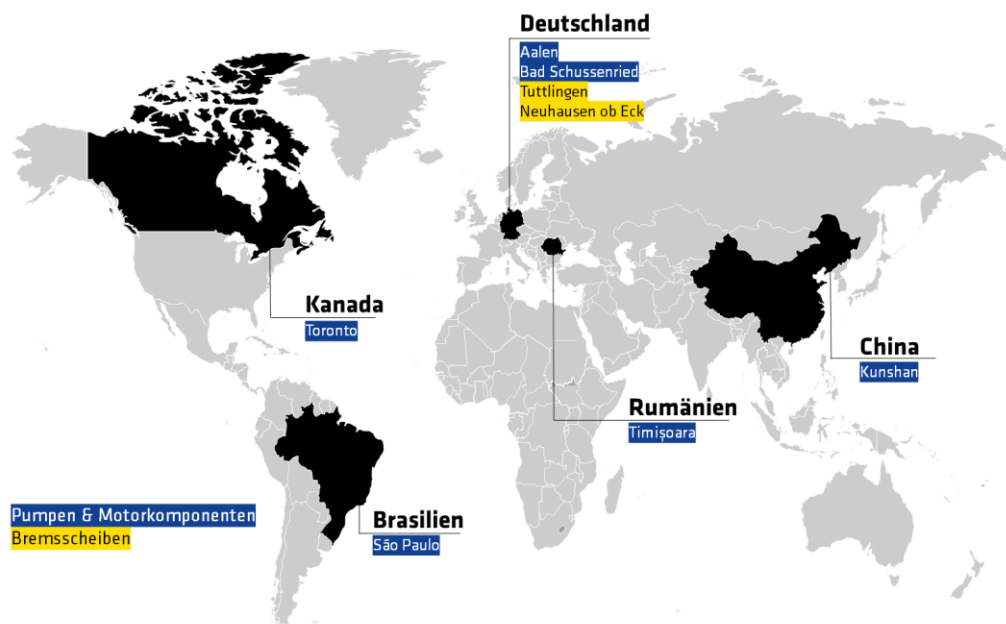 Deutschland
Aalen
Bad Schussenried
Tuttlingen
Neuhausen ob Eck
Kanada
Toronto
China
Kunshan
Rumänien
Timișoara
Brasilien
São Paulo
Pumpen & Motorkomponenten
Bremsscheiben